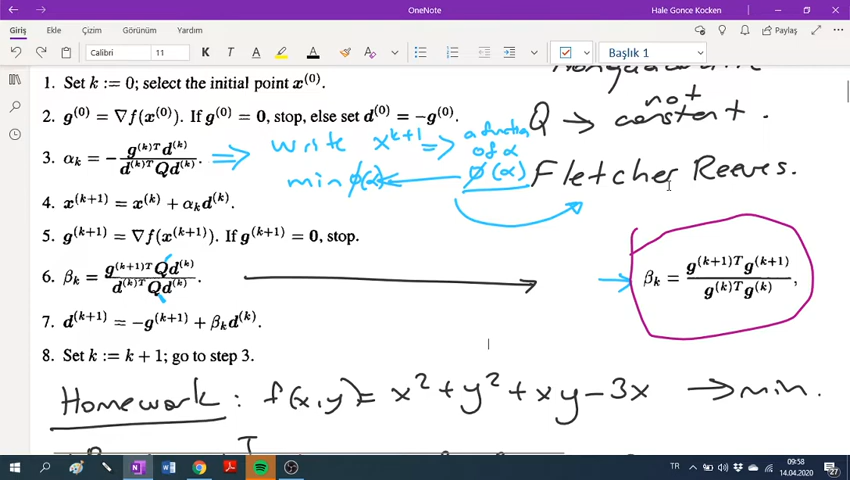 OneNote
Hale Gonce Kocken
Giriş Ekle Çizim Görünüm Yardım
Paylaş
Calibri 11 K T A A Başlık 1
1. Set k := 0; select the initial point x^(0).
2. g^(0) = ∇f(x^(0)). If g^(0) = 0, stop, else set d^(0) = −g^(0).
not
Q → constant.
3. α_k = − g^(k)T d^(k) / d^(k)T Q d^(k). ⇒ Write x^k+1 ⇒ a function of α
min φ(α) ← φ(α)
Fletcher Reeves.
4. x^(k+1) = x^(k) + α_k d^(k).
5. g^(k+1) = ∇f(x^(k+1)). If g^(k+1) = 0, stop.
6. β_k = g^(k+1)T Q d^(k) / d^(k)T Q d^(k). → β_k = g^(k+1)T g^(k+1) / g^(k)T g^(k),
7. d^(k+1) = −g^(k+1) + β_k d^(k).
8. Set k := k + 1; go to step 3.
Homework : f(x,y) = x² + y² + xy − 3x → min.
T
TR 09:58
14.04.2020
27